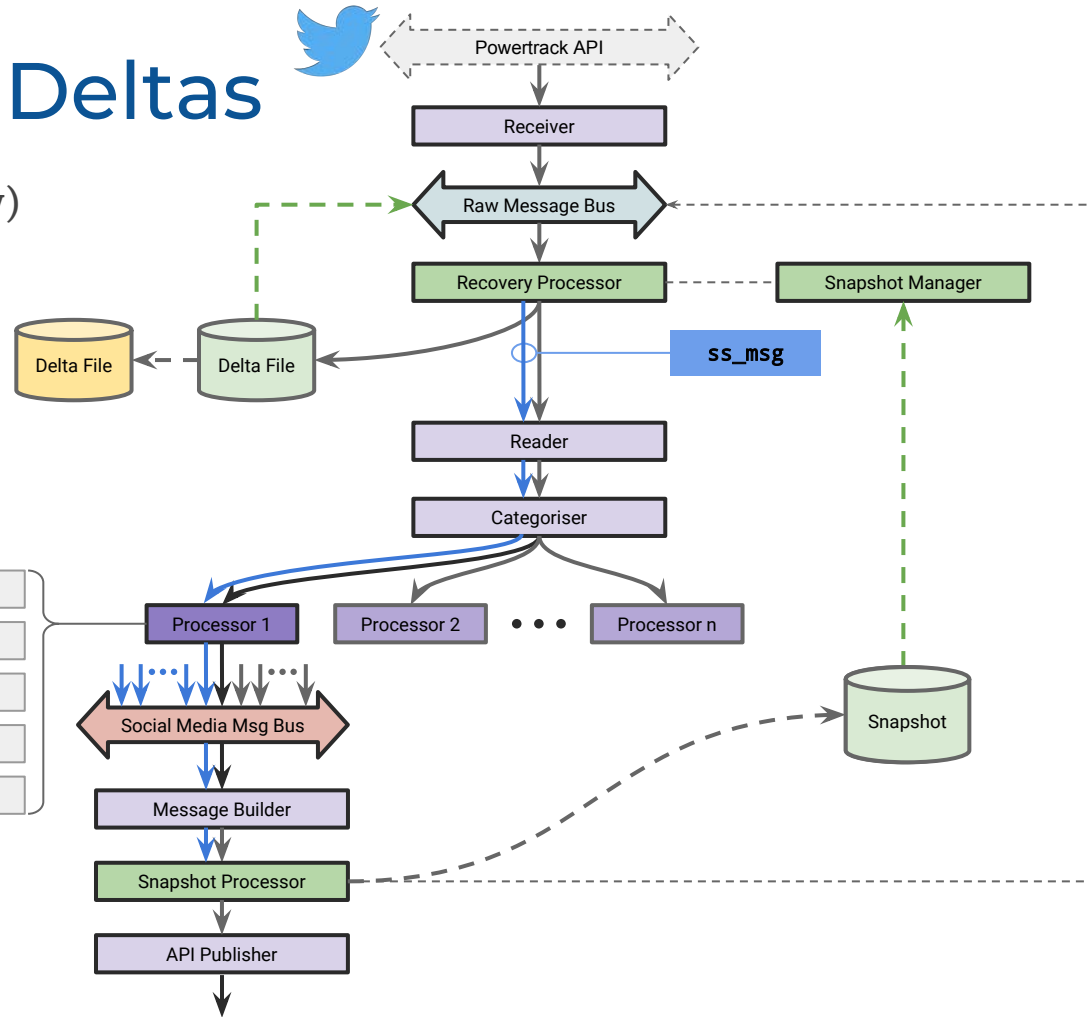 Powertrack API
Deltas
Receiver
Raw Message Bus
Recovery Processor
Snapshot Manager
Delta File
Delta File
ss_msg
Reader
Categoriser
Processor 1
Processor 2
Processor n
Social Media Msg Bus
Snapshot
Message Builder
Snapshot Processor
API Publisher